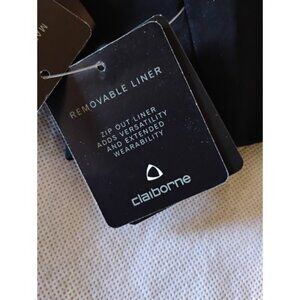 REMOVABLE LINER
ZIP OUT LINER
ADDS VERSATILITY
AND EXTENDED
WEARABILITY
claiborne